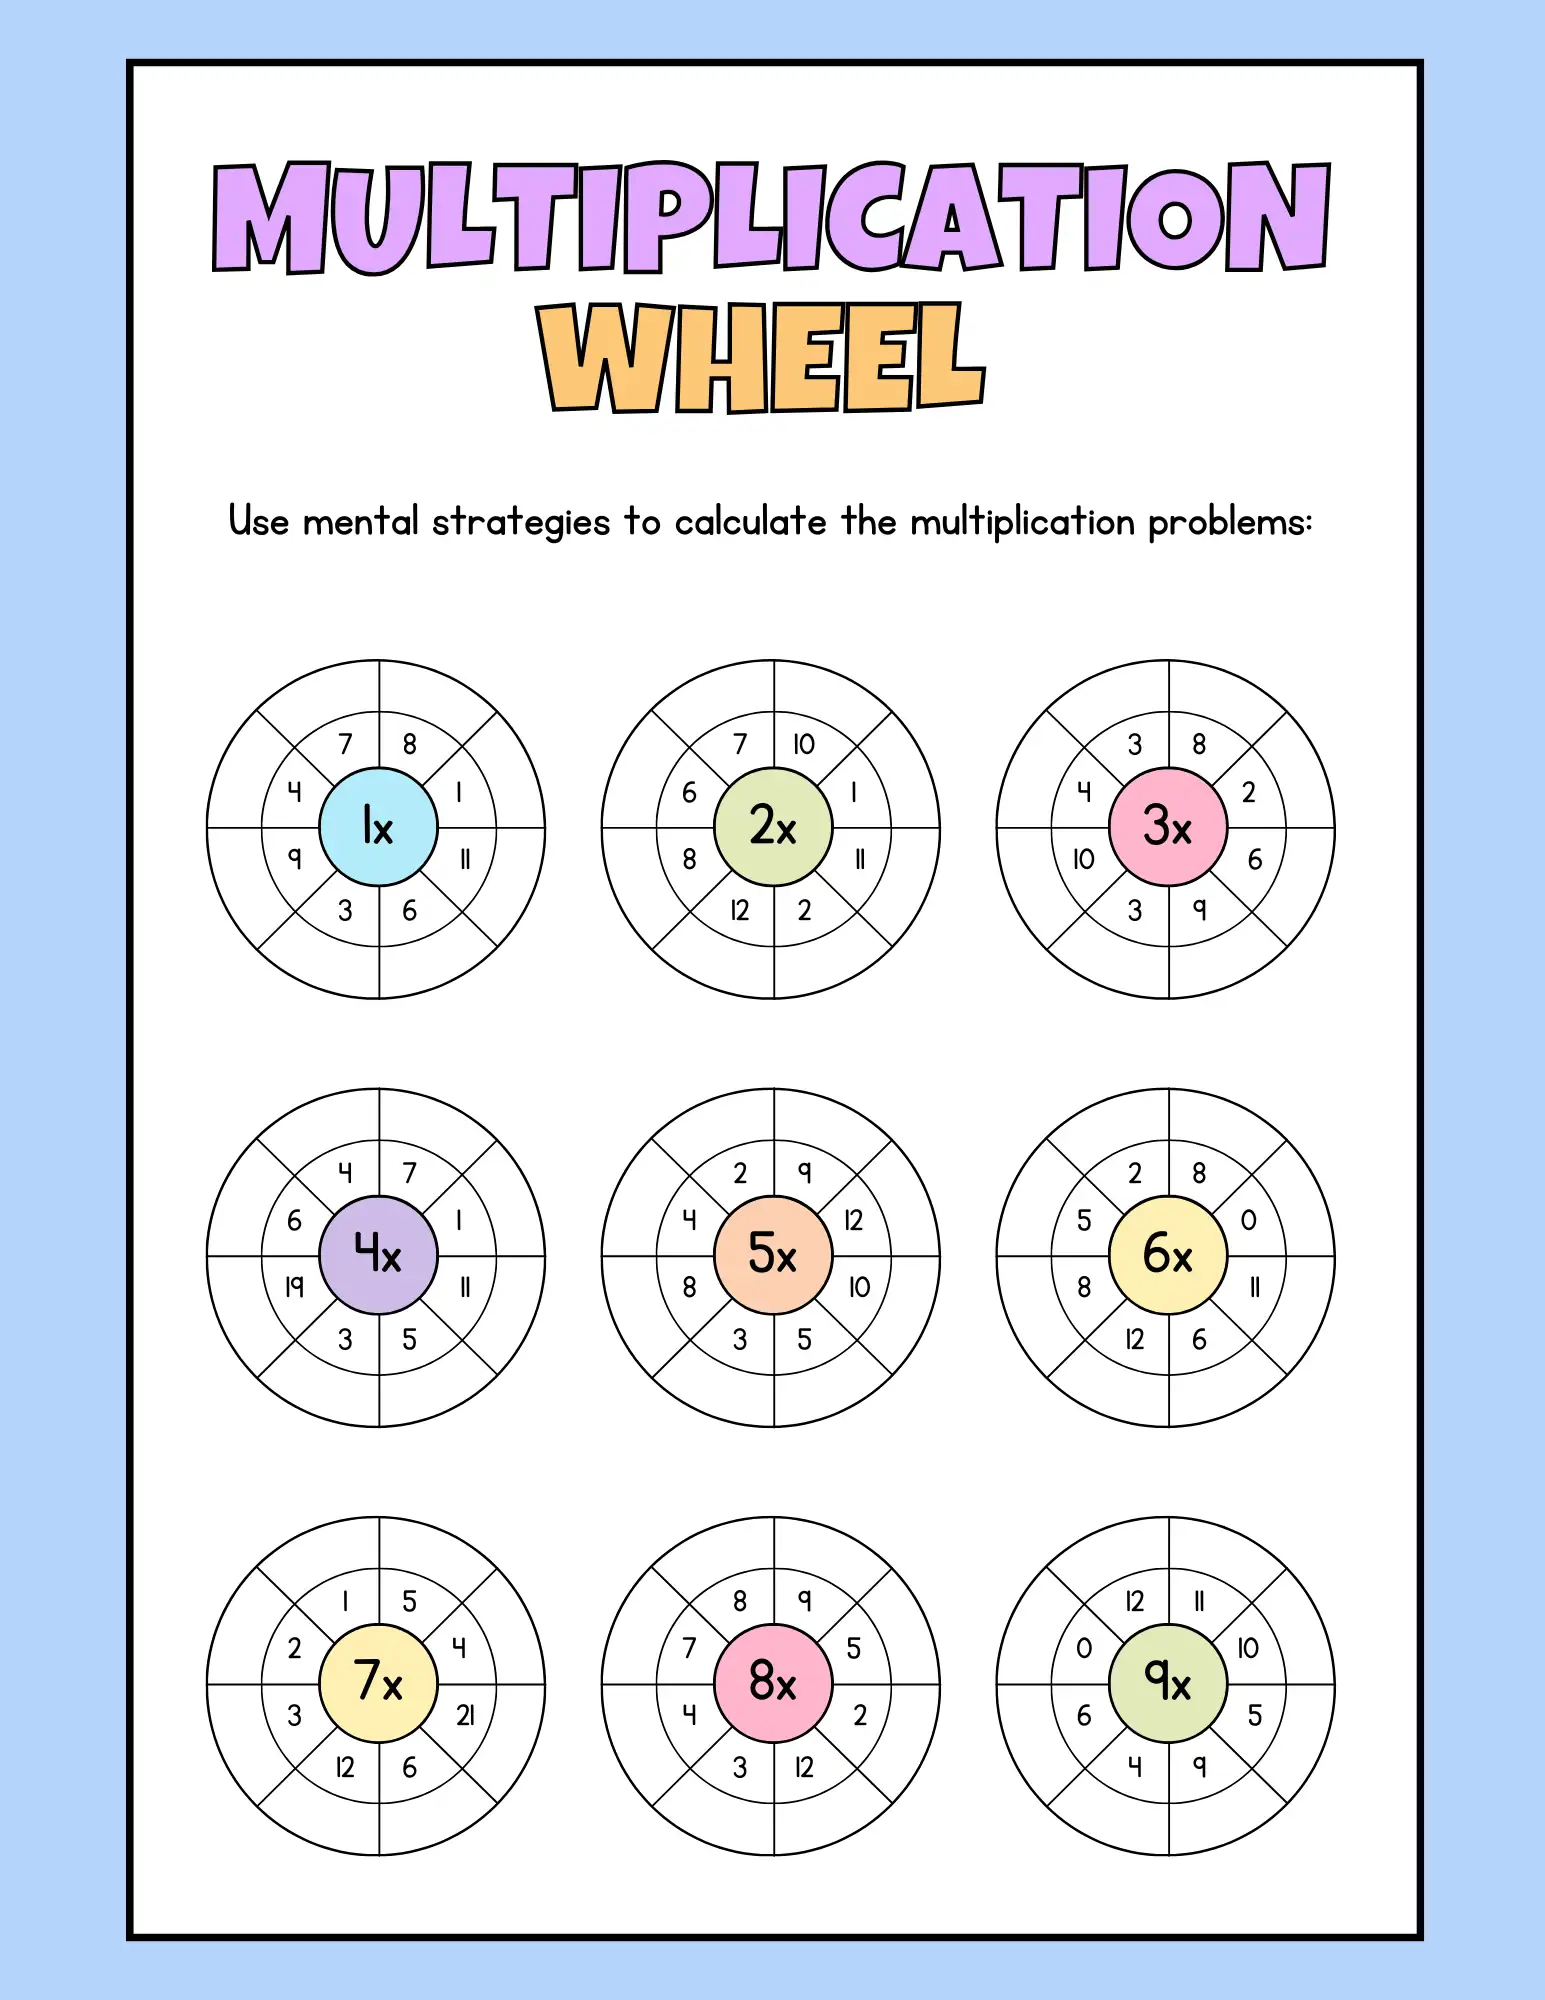 MULTIPLICATION
WHEEL
Use mental strategies to calculate the multiplication problems:
7 8 7 10 3 8
4 1 6 1 4 2
1x 2x 3x
9 11 8 11 10 6
3 6 12 2 3 9
4 7 2 9 2 8
6 1 4 12 5 0
4x 5x 6x
19 11 8 10 8 11
3 5 3 5 12 6
1 5 8 9 12 11
2 4 7 5 0 10
7x 8x 9x
3 21 4 2 6 5
12 6 3 12 4 9